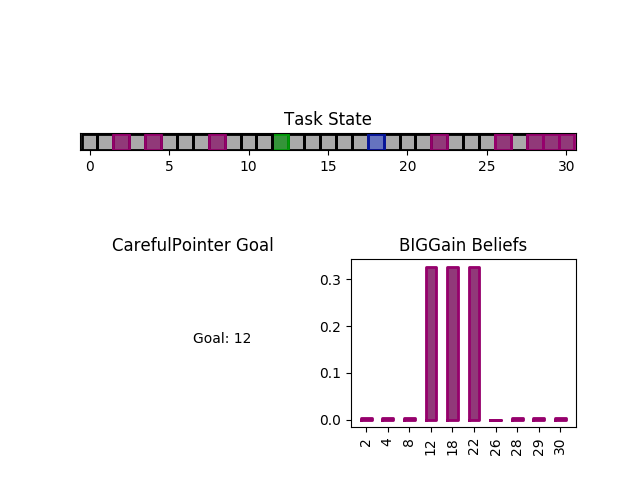 Task State
0 5 10 15 20 25 30
CarefulPointer Goal
BIGGain Beliefs
Goal: 12
0.3
0.2
0.1
0.0
2 4 8 12 18 22 26 28 29 30